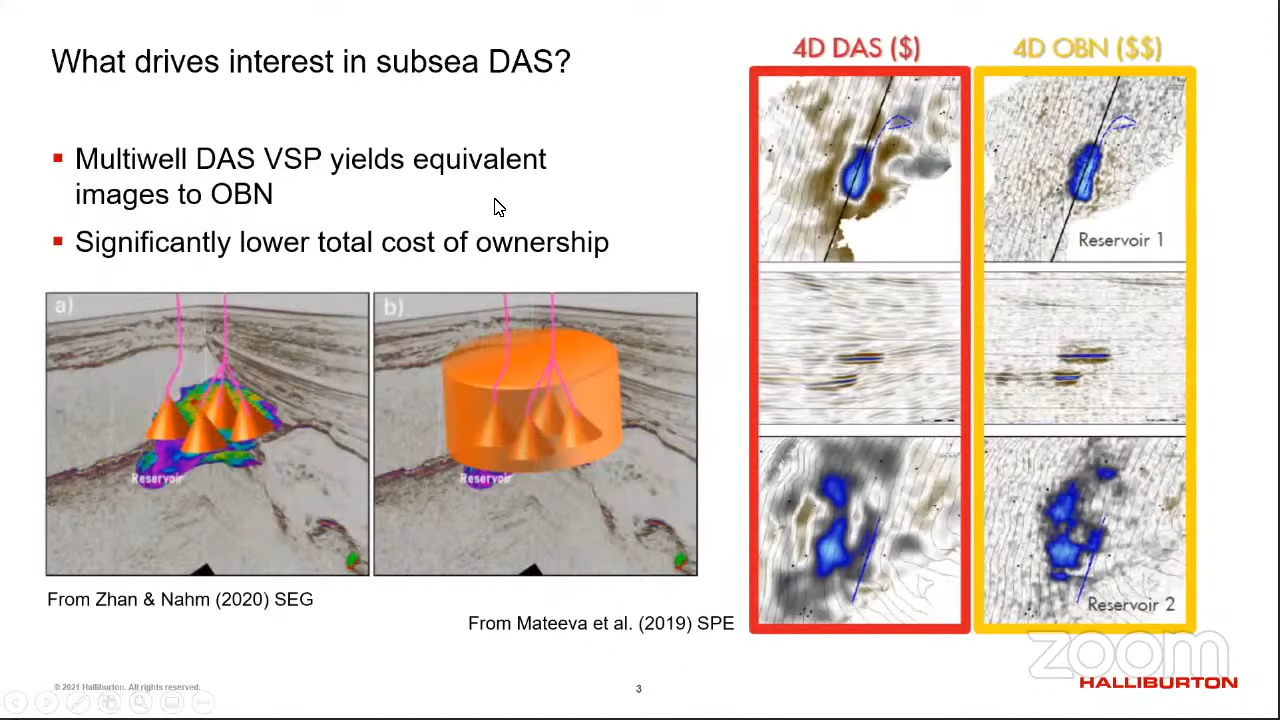 What drives interest in subsea DAS?
Multiwell DAS VSP yields equivalent
images to OBN
Significantly lower total cost of ownership
a)
Reservoir
b)
Reservoir
From Zhan & Nahm (2020) SEG
From Mateeva et al. (2019) SPE
4D DAS ($)
4D OBN ($$)
Reservoir 1
Reservoir 2
zoom
© 2021 Halliburton. All rights reserved.
3
HALLIBURTON